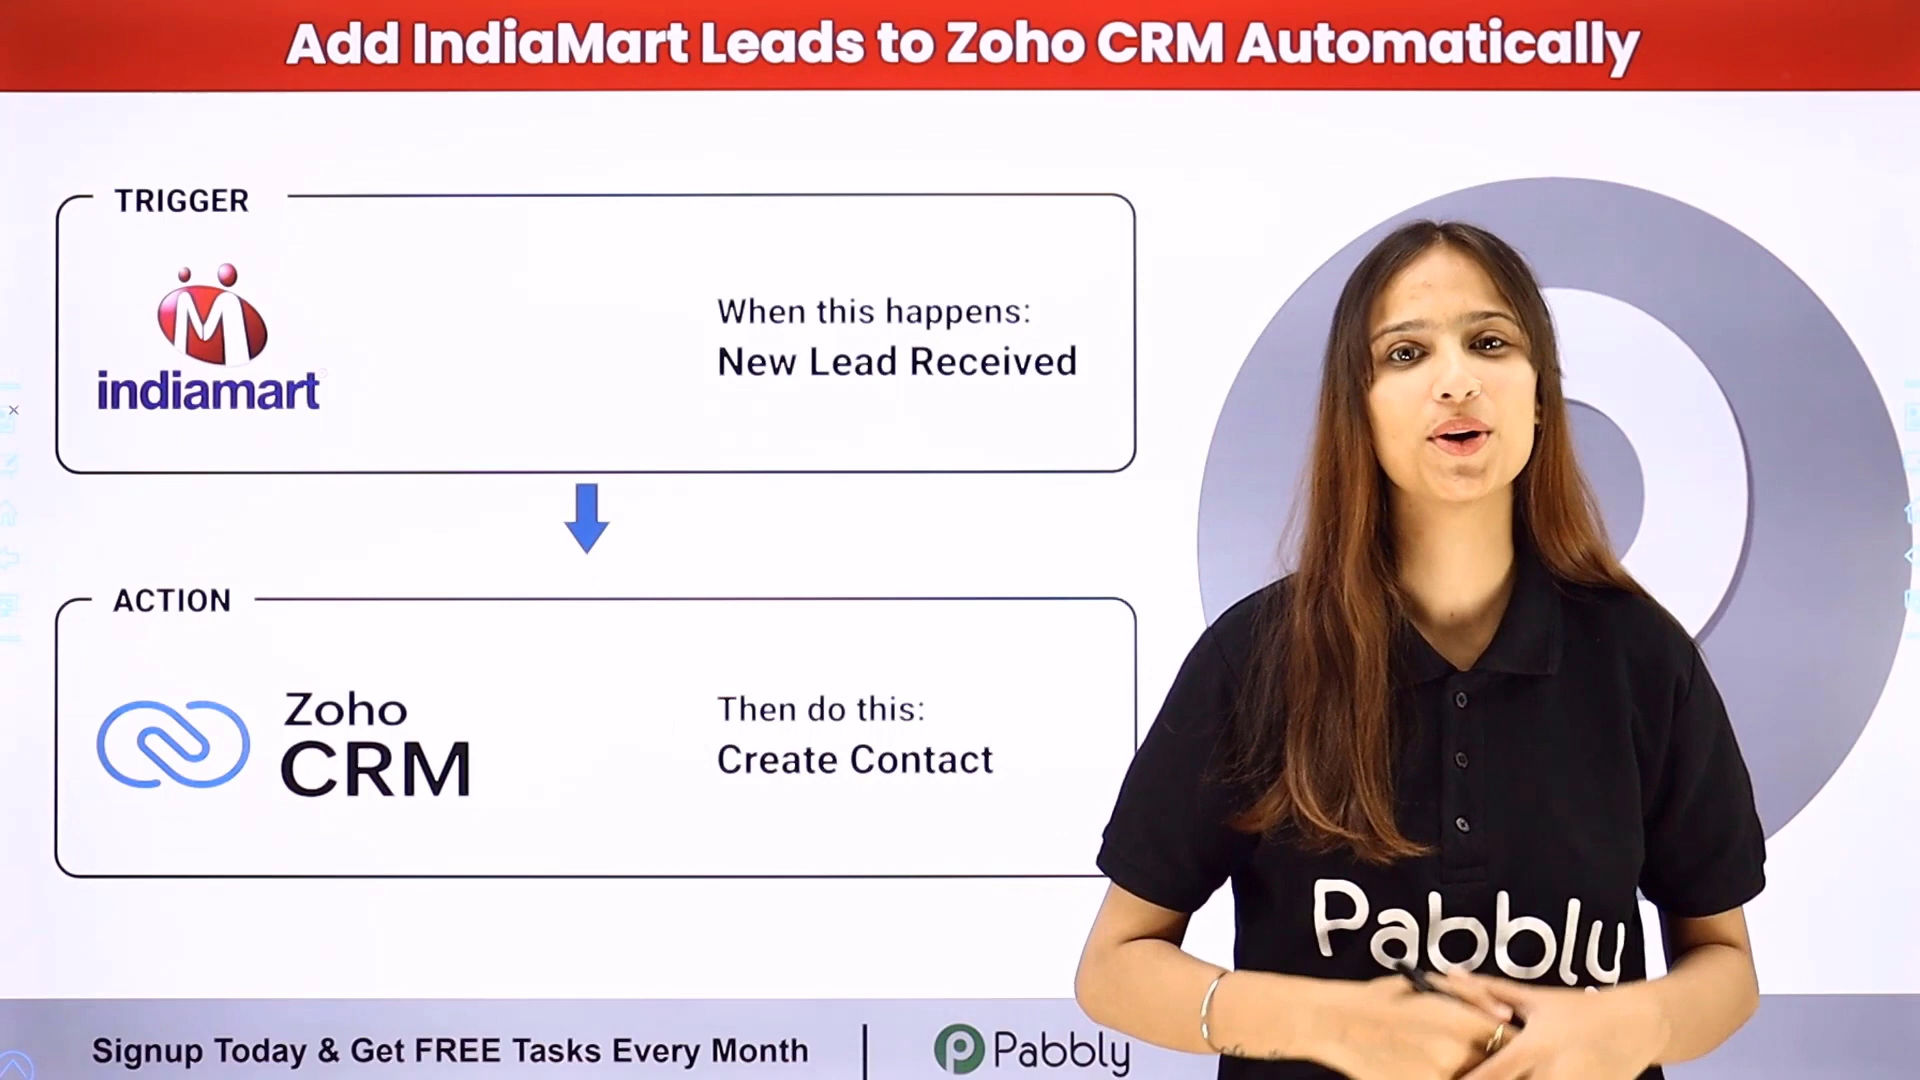 Add IndiaMart Leads to Zoho CRM Automatically
TRIGGER
indiamart
When this happens:
New Lead Received
ACTION
Zoho
CRM
Then do this:
Create Contact
Pabbly
Signup Today & Get FREE Tasks Every Month
Pabbly